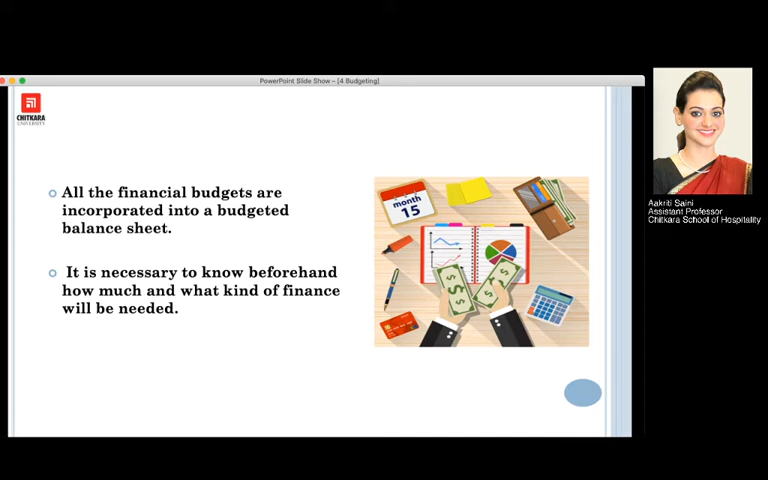 PowerPoint Slide Show - [4 Budgeting]
CHITKARA
UNIVERSITY
All the financial budgets are
incorporated into a budgeted
balance sheet.
It is necessary to know beforehand
how much and what kind of finance
will be needed.
month
15
$
$
$
$
Aakriti Saini
Assistant Professor
Chitkara School of Hospitality